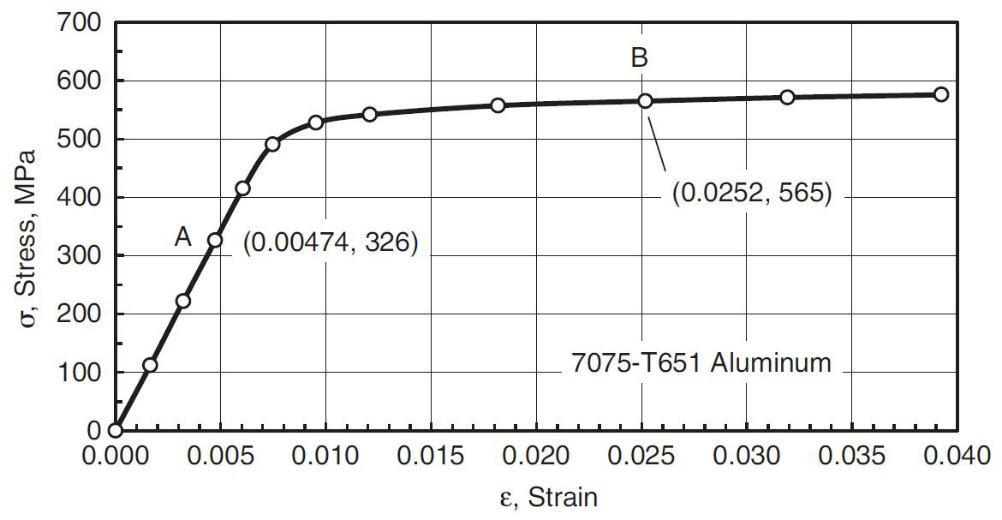 700
600
500
400
300
200
100
0
σ, Stress, MPa
B
(0.0252, 565)
A
(0.00474, 326)
7075-T651 Aluminum
0.000 0.005 0.010 0.015 0.020 0.025 0.030 0.035 0.040
ε, Strain